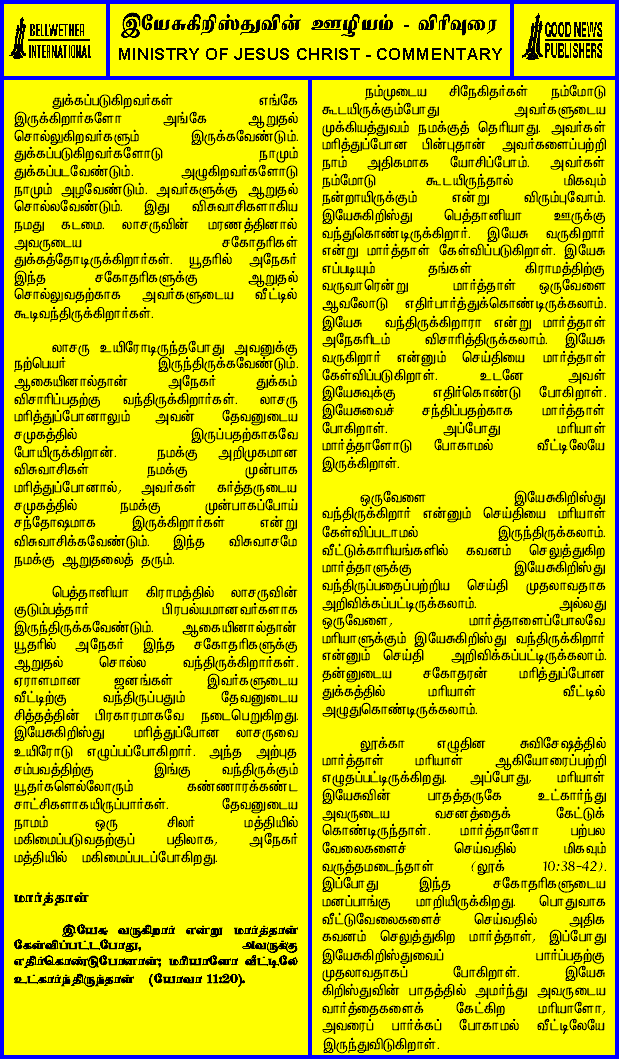 BELLWETHER
INTERNATIONAL
இயேசுகிறிஸ்துவின் ஊழியம் - விரிவுரை
MINISTRY OF JESUS CHRIST - COMMENTARY
GOOD NEWS
PUBLISHERS
துக்கப்படுகிறவர்கள் எங்கே
இருக்கிறார்களோ அங்கே ஆறுதல்
சொல்லுகிறவர்களும் இருக்கவேண்டும்.
துக்கப்படுகிறவர்களோடு நாமும்
துக்கப்படவேண்டும். அழுகிறவர்களோடு
நாமும் அழவேண்டும். அவர்களுக்கு ஆறுதல்
சொல்லவேண்டும். இது விசுவாசிகளாகிய
நமது கடமை. லாசருவின் மரணத்தினால்
அவருடைய சகோதரிகள்
துக்கத்தோடிருக்கிறார்கள். யூதரில் அநேகர்
இந்த சகோதரிகளுக்கு ஆறுதல்
சொல்லுவதற்காக அவர்களுடைய வீட்டில்
கூடிவந்திருக்கிறார்கள்.
லாசரு உயிரோடிருந்தபோது அவனுக்கு
நற்பெயர் இருந்திருக்கவேண்டும்.
ஆகையினால்தான் அநேகர் துக்கம்
விசாரிப்பதற்கு வந்திருக்கிறார்கள். லாசரு
மரித்துப்போனாலும் அவன் தேவனுடைய
சமுகத்தில் இருப்பதற்காகவே
போயிருக்கிறான். நமக்கு அறிமுகமான
விசுவாசிகள் நமக்கு முன்பாக
மரித்துப்போனால், அவர்கள் கர்த்தருடைய
சமுகத்தில் நமக்கு முன்பாகப்போய்
சந்தோஷமாக இருக்கிறார்கள் என்று
விசுவாசிக்கவேண்டும். இந்த விசுவாசமே
நமக்கு ஆறுதலைத் தரும்.
பெத்தானியா கிராமத்தில் லாசருவின்
குடும்பத்தார் பிரபல்யமானவர்களாக
இருந்திருக்கவேண்டும். ஆகையினால்தான்
யூதரில் அநேகர் இந்த சகோதரிகளுக்கு
ஆறுதல் சொல்ல வந்திருக்கிறார்கள்.
ஏராளமான ஜனங்கள் இவர்களுடைய
வீட்டிற்கு வந்திருப்பதும் தேவனுடைய
சித்தத்தின் பிரகாரமாகவே நடைபெறுகிறது.
இயேசுகிறிஸ்து மரித்துப்போன லாசருவை
உயிரோடு எழுப்பப்போகிறார். அந்த அற்புத
சம்பவத்திற்கு இங்கு வந்திருக்கும்
யூதர்களெல்லோரும் கண்ணாரக்கண்ட
சாட்சிகளாகயிருப்பார்கள். தேவனுடைய
நாமம் ஒரு சிலர் மத்தியில்
மகிமைப்படுவதற்குப் பதிலாக, அநேகர்
மத்தியில் மகிமைப்படப்போகிறது.
மார்த்தாள்
இயேசு வருகிறார் என்று மார்த்தாள்
கேள்விப்பட்டபோது, அவருக்கு
எதிர்கொண்டுபோனாள்; மரியாளோ வீட்டிலே
உட்கார்ந்திருந்தாள் (யோவா 11:20).
நம்முடைய சிநேகிதர்கள் நம்மோடு
கூடயிருக்கும்போது அவர்களுடைய
முக்கியத்துவம் நமக்குத் தெரியாது. அவர்கள்
மரித்துப்போன பின்புதான் அவர்களைப்பற்றி
நாம் அதிகமாக யோசிப்போம். அவர்கள்
நம்மோடு கூடயிருந்தால் மிகவும்
நன்றாயிருக்கும் என்று விரும்புவோம்.
இயேசுகிறிஸ்து பெத்தானியா ஊருக்கு
வந்துகொண்டிருக்கிறார். இயேசு வருகிறார்
என்று மார்த்தாள் கேள்விப்படுகிறாள். இயேசு
எப்படியும் தங்கள் கிராமத்திற்கு
வருவாரென்று மார்த்தாள் ஒருவேளை
ஆவலோடு எதிர்பார்த்துக்கொண்டிருக்கலாம்.
இயேசு வந்திருக்கிறாரா என்று மார்த்தாள்
அநேகரிடம் விசாரித்திருக்கலாம். இயேசு
வருகிறார் என்னும் செய்தியை மார்த்தாள்
கேள்விப்படுகிறாள். உடனே அவள்
இயேசுவுக்கு எதிர்கொண்டு போகிறாள்.
இயேசுவைச் சந்திப்பதற்காக மார்த்தாள்
போகிறாள். அப்போது மரியாள்
மார்த்தாளோடு போகாமல் வீட்டிலேயே
இருக்கிறாள்.
ஒருவேளை இயேசுகிறிஸ்து
வந்திருக்கிறார் என்னும் செய்தியை மரியாள்
கேள்விப்படாமல் இருந்திருக்கலாம்.
வீட்டுக்காரியங்களில் கவனம் செலுத்துகிற
மார்த்தாளுக்கு இயேசுகிறிஸ்து
வந்திருப்பதைப்பற்றிய செய்தி முதலாவதாக
அறிவிக்கப்பட்டிருக்கலாம். அல்லது
ஒருவேளை, மார்த்தாளைப்போலவே
மரியாளுக்கும் இயேசுகிறிஸ்து வந்திருக்கிறார்
என்னும் செய்தி அறிவிக்கப்பட்டிருக்கலாம்.
தன்னுடைய சகோதரன் மரித்துப்போன
துக்கத்தில் மரியாள் வீட்டில்
அழுதுகொண்டிருக்கலாம்.
லூக்கா எழுதின சுவிசேஷத்தில்
மார்த்தாள் மரியாள் ஆகியோரைப்பற்றி
எழுதப்பட்டிருக்கிறது. அப்போது, மரியாள்
இயேசுவின் பாதத்தருகே உட்கார்ந்து
அவருடைய வசனத்தைக் கேட்டுக்
கொண்டிருந்தாள். மார்த்தாளோ பற்பல
வேலைகளைச் செய்வதில் மிகவும்
வருத்தமடைந்தாள் (லூக் 10:38-42).
இப்போது இந்த சகோதரிகளுடைய
மனப்பாங்கு மாறியிருக்கிறது. பொதுவாக
வீட்டுவேலைகளைச் செய்வதில் அதிக
கவனம் செலுத்துகிற மார்த்தாள், இப்போது
இயேசுகிறிஸ்துவைப் பார்ப்பதற்கு
முதலாவதாகப் போகிறாள். இயேசு
கிறிஸ்துவின் பாதத்தில் அமர்ந்து அவருடைய
வார்த்தைகளைக் கேட்கிற மரியாளோ,
அவரைப் பார்க்கப் போகாமல் வீட்டிலேயே
இருந்துவிடுகிறாள்.